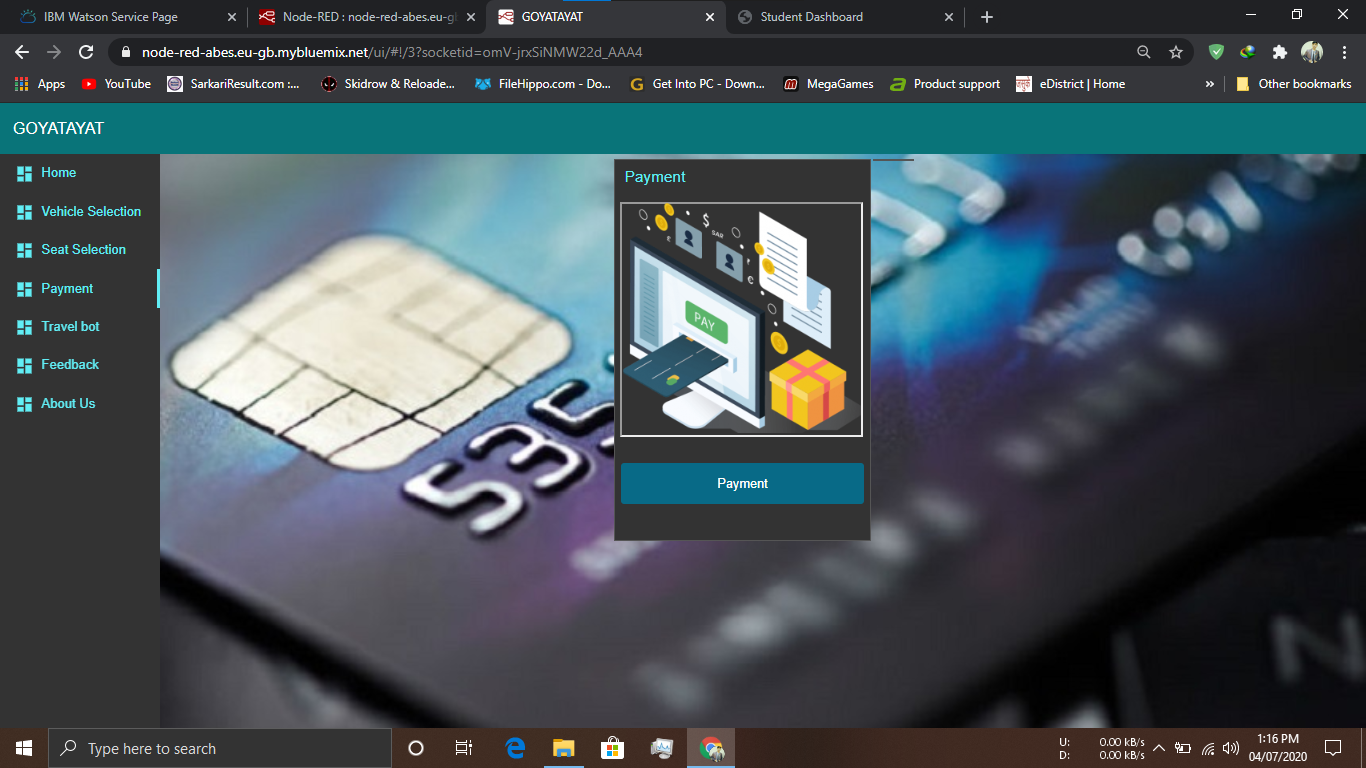 IBM Watson Service Page
Node-RED : node-red-abes.eu-gb
GOYATAYAT
Student Dashboard
node-red-abes.eu-gb.mybluemix.net/ui/#!/3?socketid=omV-jrxSiNMW22d_AAA4
Apps
YouTube
SarkariResult.com :...
Skidrow & Reloade...
FileHippo.com - Do...
Get Into PC - Down...
MegaGames
Product support
eDistrict | Home
»
Other bookmarks
GOYATAYAT
Home
Vehicle Selection
Seat Selection
Payment
Travel bot
Feedback
About Us
Payment
$
SAR
£
€
PAY
Payment
535
N
Type here to search
U: 0.00 kB/s
D: 0.00 kB/s
1:16 PM
04/07/2020